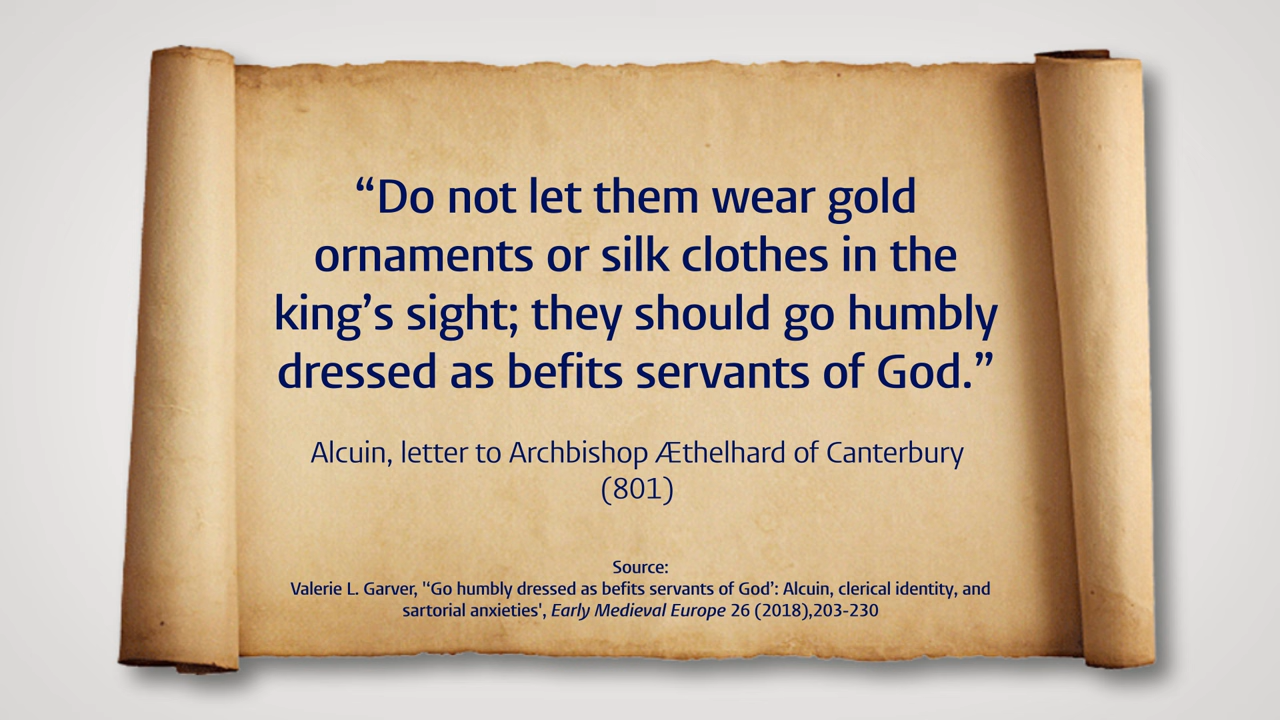 “Do not let them wear gold
ornaments or silk clothes in the
king’s sight; they should go humbly
dressed as befits servants of God.”
Alcuin, letter to Archbishop Æthelhard of Canterbury
(801)
Source:
Valerie L. Garver, '‘Go humbly dressed as befits servants of God’: Alcuin, clerical identity, and
sartorial anxieties', Early Medieval Europe 26 (2018),203-230